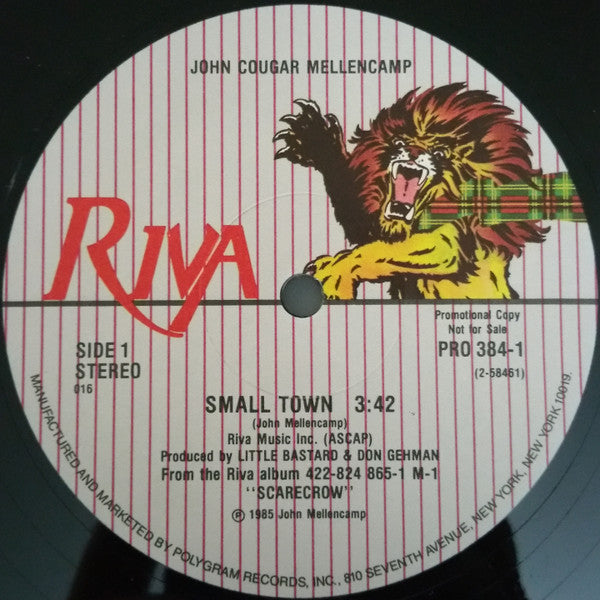 JOHN COUGAR MELLENCAMP
RIVA
Promotional Copy
Not for Sale
SIDE 1
STEREO
016
PRO 384-1
(2-58461)
SMALL TOWN 3:42
(John Mellencamp)
Riva Music Inc. (ASCAP)
Produced by LITTLE BASTARD & DON GEHMAN
From the Riva album 422-824 865-1 M-1
"SCARECROW"
℗ 1985 John Mellencamp
MANUFACTURED AND MARKETED BY POLYGRAM RECORDS, INC., 810 SEVENTH AVENUE, NEW YORK, NEW YORK 10019.